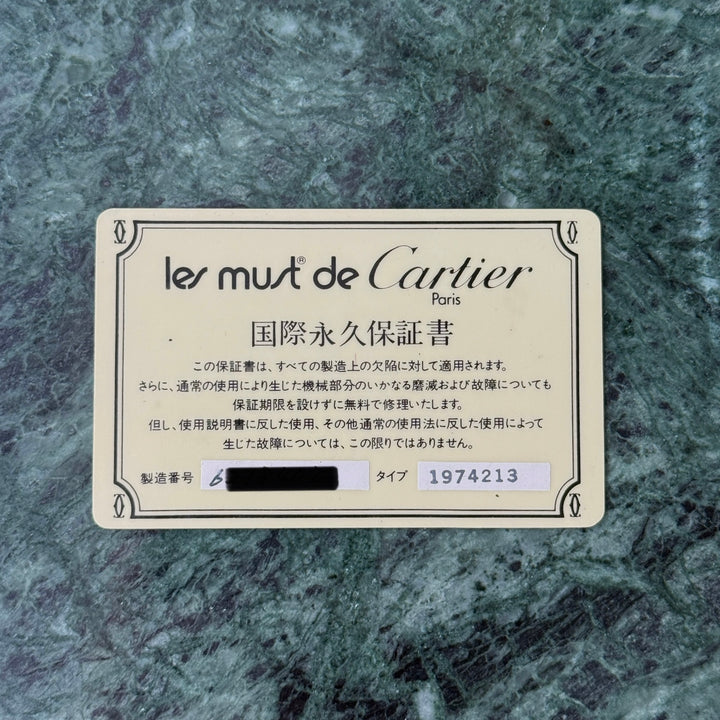 les must® de Cartier
Paris
国際永久保証書
この保証書は、すべての製造上の欠陥に対して適用されます。
さらに、通常の使用により生じた機械部分のいかなる磨減および故障についても
保証期限を設けずに無料で修理いたします。
但し、使用説明書に反した使用、その他通常の使用法に反した使用によって
生じた故障については、この限りではありません。
製造番号 6 タイプ 1974213